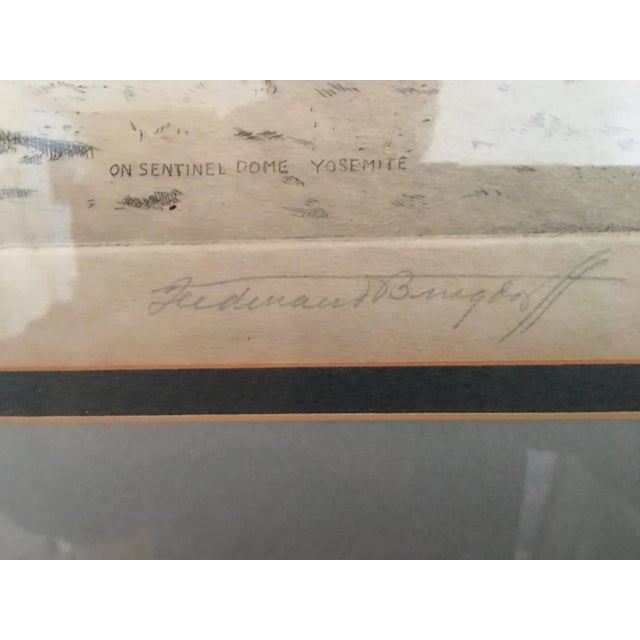 ON SENTINEL DOME YOSEMITE
Ferdinand Burgdorff